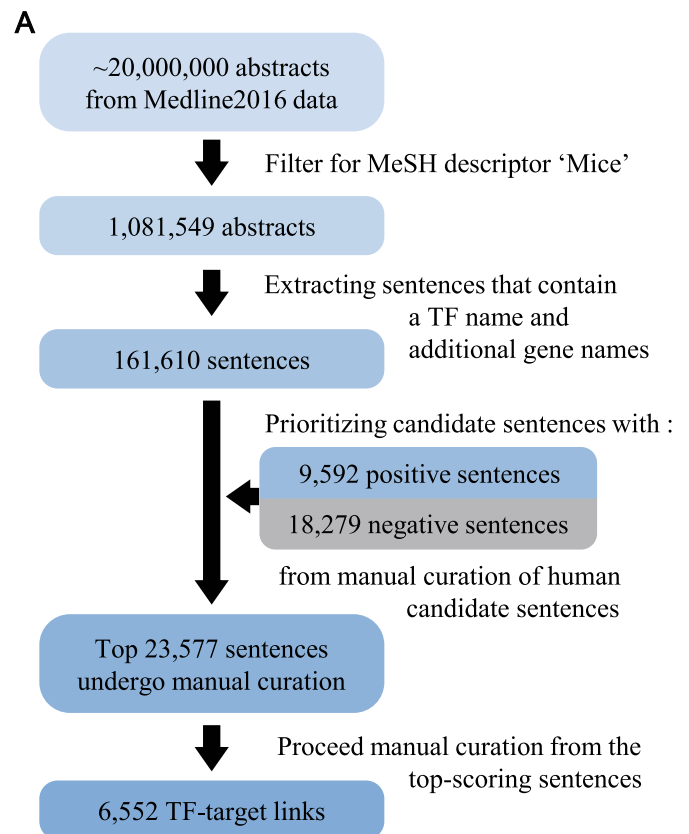 A
~20,000,000 abstracts
from Medline2016 data
Filter for MeSH descriptor ‘Mice’
1,081,549 abstracts
Extracting sentences that contain
a TF name and
additional gene names
161,610 sentences
Prioritizing candidate sentences with :
9,592 positive sentences
18,279 negative sentences
from manual curation of human
candidate sentences
Top 23,577 sentences
undergo manual curation
Proceed manual curation from the
top-scoring sentences
6,552 TF-target links